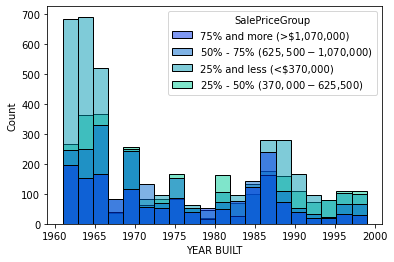 SalePriceGroup
75% and more (>$1,070,000)
50% - 75% (625,500−1,070,000)
25% and less (<$370,000)
25% - 50% (370,000−625,500)
700
600
500
400
300
200
100
0
Count
1960 1965 1970 1975 1980 1985 1990 1995 2000
YEAR BUILT